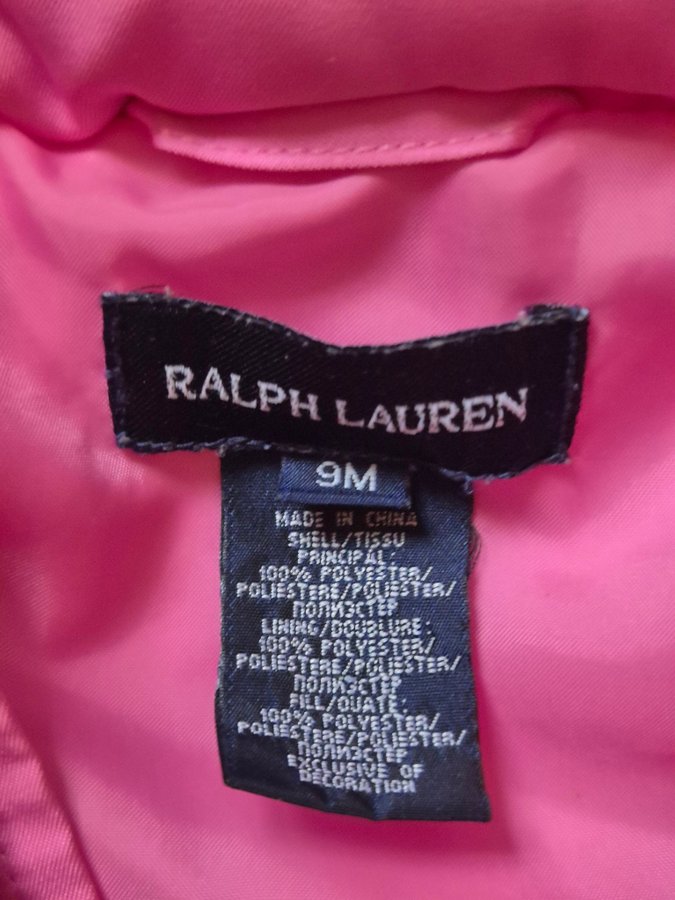 RALPH LAUREN
9M
MADE IN CHINA
SHELL/TISSU
PRINCIPAL:
100% POLYESTER/
POLIESTERE/POLIESTER/
ПОЛИЭСТЕР
LINING/DOUBLURE:
100% POLYESTER/
POLIESTERE/POLIESTER/
ПОЛИЭСТЕР
FILL/OUATE:
100% POLYESTER/
POLIESTERE/POLIESTER/
ПОЛИЭСТЕР
EXCLUSIVE OF
DECORATION